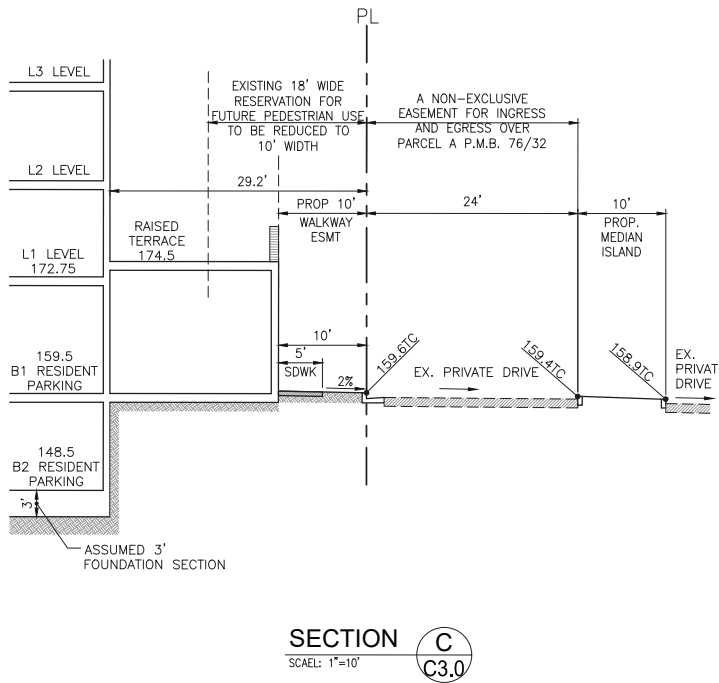 PL
L3 LEVEL
EXISTING 18' WIDE
RESERVATION FOR
FUTURE PEDESTRIAN USE
TO BE REDUCED TO
10' WIDTH
A NON-EXCLUSIVE
EASEMENT FOR INGRESS
AND EGRESS OVER
PARCEL A P.M.B. 76/32
L2 LEVEL
29.2'
PROP 10'
WALKWAY
ESMT
24'
10'
PROP.
MEDIAN
ISLAND
RAISED
TERRACE
174.5
L1 LEVEL
172.75
10'
5'
SDWK
2%
159.6TC
EX. PRIVATE DRIVE
159.4TC
158.9TC
EX.
PRIVAT
DRIVE
159.5
B1 RESIDENT
PARKING
148.5
B2 RESIDENT
PARKING
3'
ASSUMED 3'
FOUNDATION SECTION
SECTION
SCAEL: 1"=10'
C
C3.0